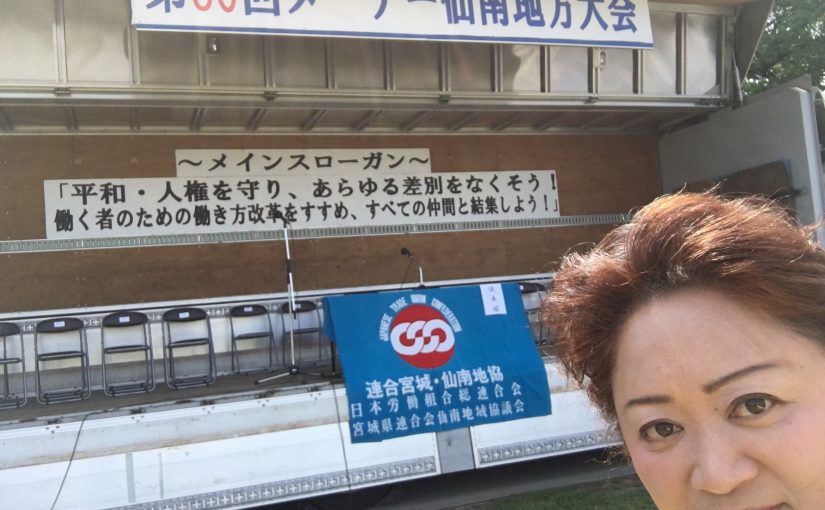 回メーデー仙南地方大会
～メインスローガン～
「平和・人権を守り、あらゆる差別をなくそう！
働く者のための働き方改革をすすめ、すべての仲間と結集しよう！」
JAPANESE TRADE UNION CONFEDERATION
連合宮城・仙南地協
日本労働組合総連合会
宮城県連合会仙南地域協議会